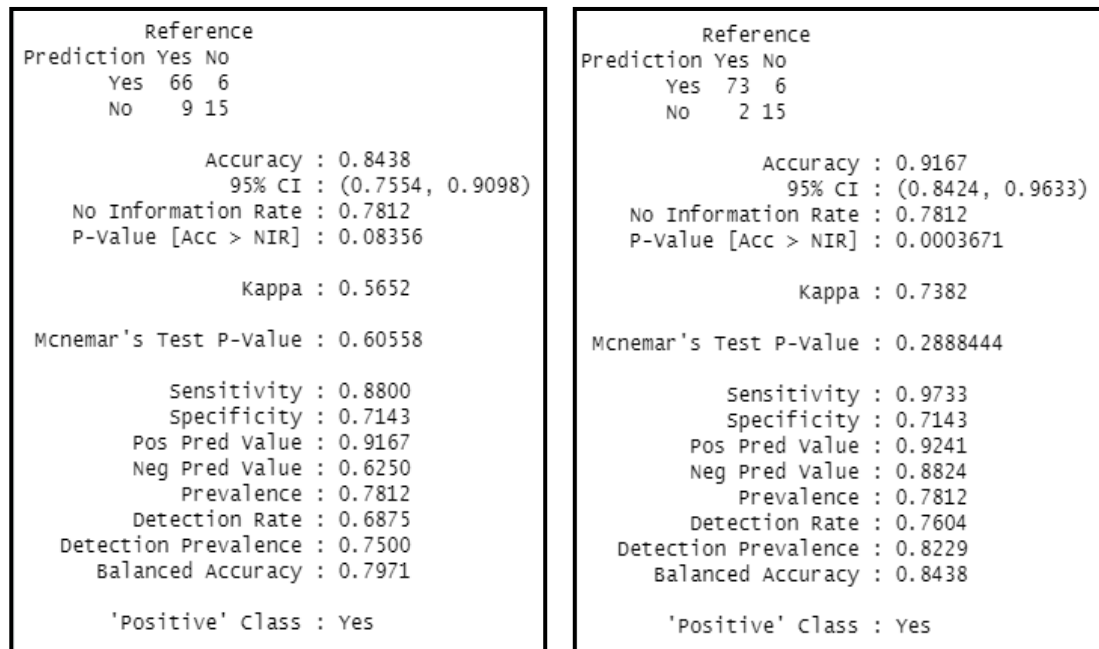 Reference
Prediction Yes No
Yes 66 6
No 9 15
Accuracy : 0.8438
95% CI : (0.7554, 0.9098)
No Information Rate : 0.7812
P-Value [Acc > NIR] : 0.08356
Kappa : 0.5652
Mcnemar's Test P-Value : 0.60558
Sensitivity : 0.8800
Specificity : 0.7143
Pos Pred Value : 0.9167
Neg Pred Value : 0.6250
Prevalence : 0.7812
Detection Rate : 0.6875
Detection Prevalence : 0.7500
Balanced Accuracy : 0.7971
'Positive' Class : Yes
Reference
Prediction Yes No
Yes 73 6
No 2 15
Accuracy : 0.9167
95% CI : (0.8424, 0.9633)
No Information Rate : 0.7812
P-Value [Acc > NIR] : 0.0003671
Kappa : 0.7382
Mcnemar's Test P-Value : 0.2888444
Sensitivity : 0.9733
Specificity : 0.7143
Pos Pred Value : 0.9241
Neg Pred Value : 0.8824
Prevalence : 0.7812
Detection Rate : 0.7604
Detection Prevalence : 0.8229
Balanced Accuracy : 0.8438
'Positive' Class : Yes